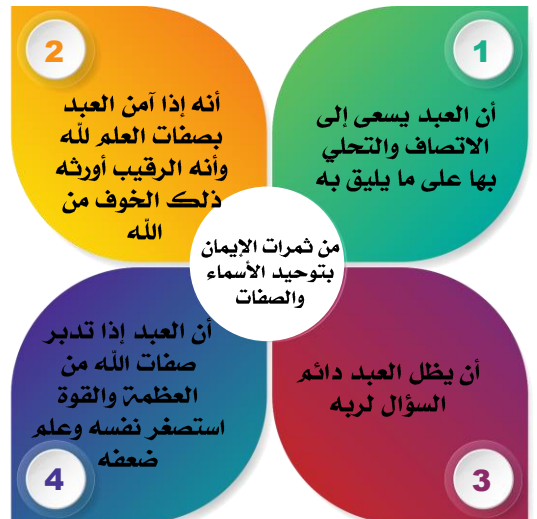 من ثمرات الإيمان
بتوحيد الأسماء
والصفات
1
أن العبد يسعى إلى
الاتصاف والتحلي
بها على ما يليق به
2
أنه إذا آمن العبد
بصفات العلم لله
وأنه الرقيب أورثه
ذلك الخوف من
الله
3
أن يظل العبد دائم
السؤال لربه
4
أن العبد إذا تدبر
صفات الله من
العظمة والقوة
استصغر نفسه وعلم
ضعفه